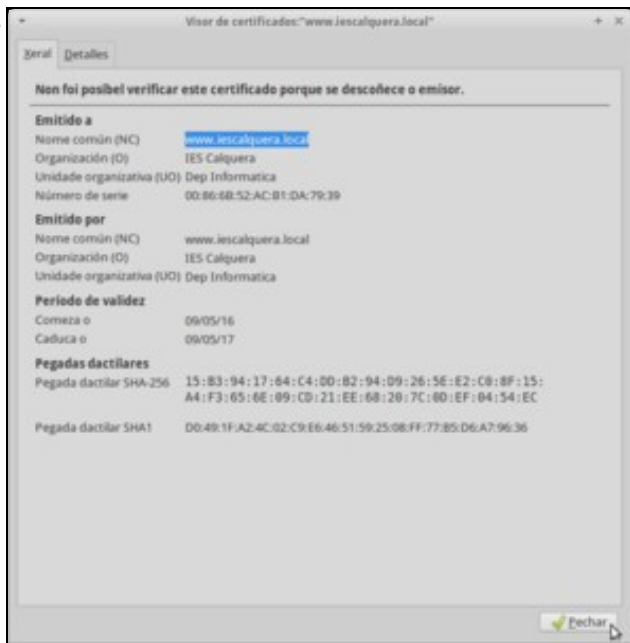 Visor de certificados:"www.iescalquera.local"
Xeral Detalles
Non foi posíbel verificar este certificado porque se descoñece o emisor.
Emitido a
Nome común (NC) www.iescalquera.local
Organización (O) IES Calquera
Unidade organizativa (UO) Dep Informatica
Número de serie 00:86:6B:52:AC:B1:DA:79:39
Emitido por
Nome común (NC) www.iescalquera.local
Organización (O) IES Calquera
Unidade organizativa (UO) Dep Informatica
Período de validez
Comeza o 09/05/16
Caduca o 09/05/17
Pegadas dactilares
Pegada dactilar SHA-256 15:B3:94:17:64:C4:DD:82:94:D9:26:5E:E2:C0:8F:15:
A4:F3:65:6E:09:CD:21:EE:68:20:7C:0D:EF:04:54:EC
Pegada dactilar SHA1 D0:49:1F:A2:4C:02:C9:E6:46:51:59:25:08:FF:77:85:D6:A7:96:36
Pechar